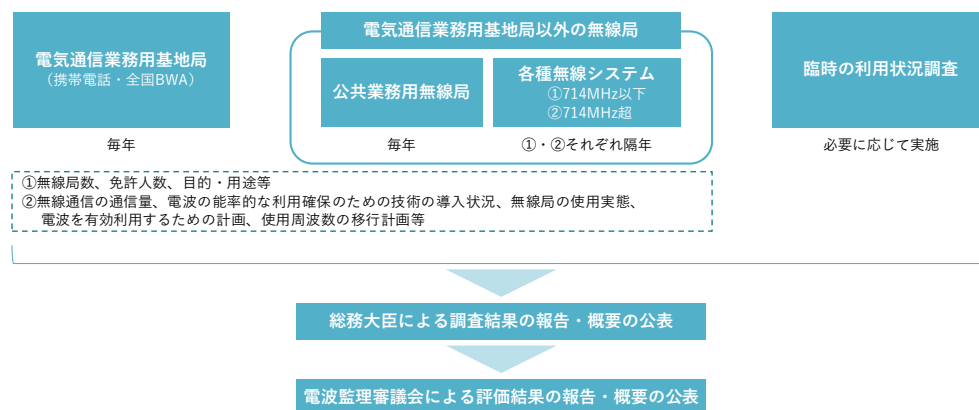 電気通信業務用基地局
（携帯電話・全国BWA）
毎年
電気通信業務用基地局以外の無線局
公共業務用無線局
毎年
各種無線システム
①714MHz以下
②714MHz超
①・②それぞれ隔年
臨時の利用状況調査
必要に応じて実施
①無線局数、免許人数、目的・用途等
②無線通信の通信量、電波の能率的な利用確保のための技術の導入状況、無線局の使用実態、
電波を有効利用するための計画、使用周波数の移行計画等
総務大臣による調査結果の報告・概要の公表
電波監理審議会による評価結果の報告・概要の公表